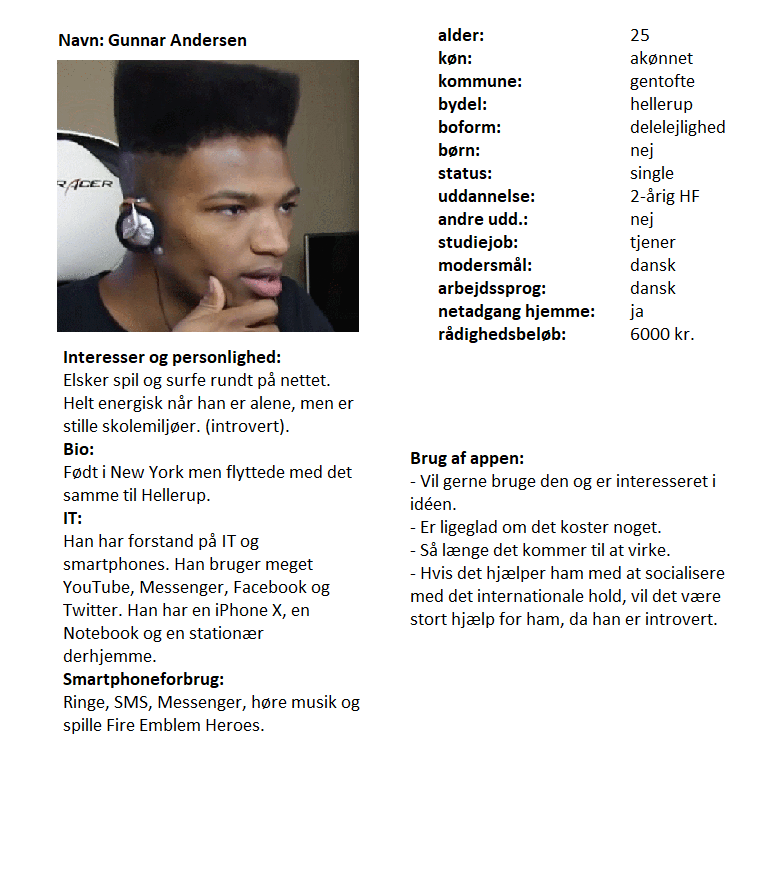 Navn: Gunnar Andersen
RACER
Interesser og personlighed:
Elsker spil og surfe rundt på nettet.
Helt energisk når han er alene, men er
stille skolemiljøer. (introvert).
Bio:
Født i New York men flyttede med det
samme til Hellerup.
IT:
Han har forstand på IT og
smartphones. Han bruger meget
YouTube, Messenger, Facebook og
Twitter. Han har en iPhone X, en
Notebook og en stationær
derhjemme.
Smartphoneforbrug:
Ringe, SMS, Messenger, høre musik og
spille Fire Emblem Heroes.
alder: 25
køn: akønnet
kommune: gentofte
bydel: hellerup
boform: delelejlighed
børn: nej
status: single
uddannelse: 2-årig HF
andre udd.: nej
studiejob: tjener
modersmål: dansk
arbejdssprog: dansk
netadgang hjemme: ja
rådighedsbeløb: 6000 kr.
Brug af appen:
- Vil gerne bruge den og er interesseret i
idéen.
- Er ligeglad om det koster noget.
- Så længe det kommer til at virke.
- Hvis det hjælper ham med at socialisere
med det internationale hold, vil det være
stort hjælp for ham, da han er introvert.